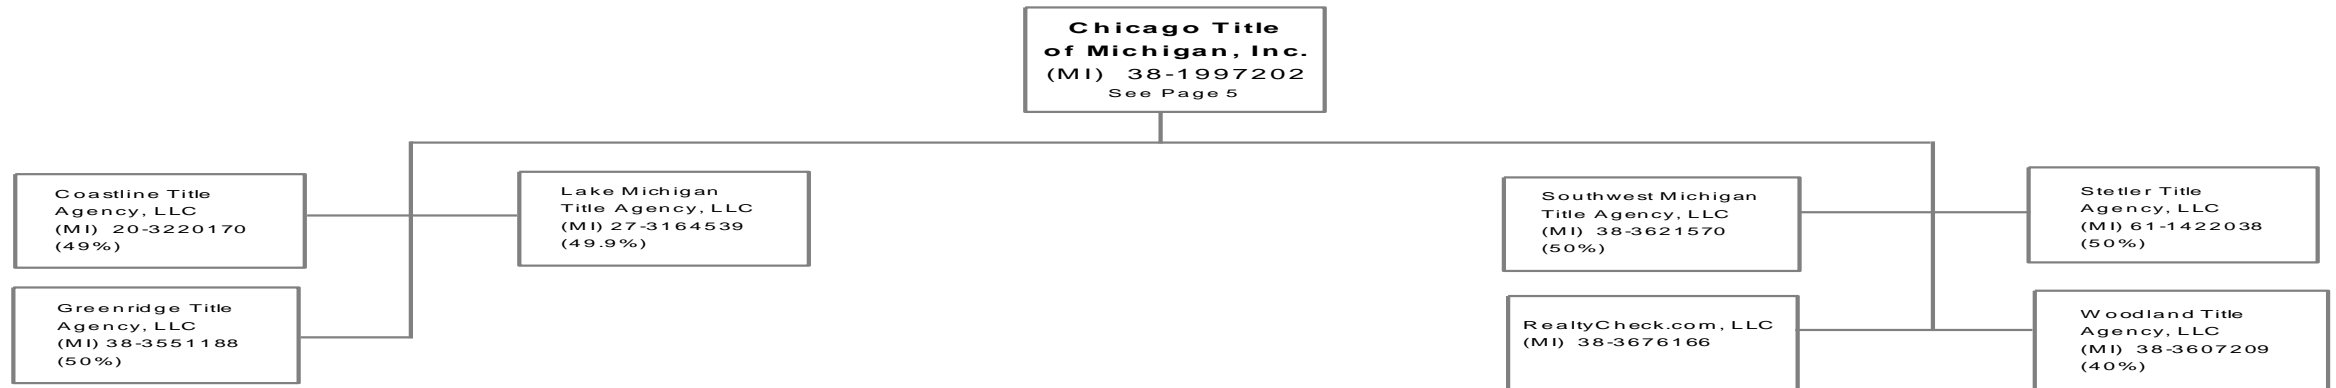 Chicago Title
of Michigan, Inc.
(MI) 38-1997202
See Page 5
Coastline Title
Agency, LLC
(MI) 20-3220170
(49%)
Lake Michigan
Title Agency, LLC
(MI) 27-3164539
(49.9%)
Southwest Michigan
Title Agency, LLC
(MI) 38-3621570
(50%)
Stetler Title
Agency, LLC
(MI) 61-1422038
(50%)
Greenridge Title
Agency, LLC
(MI) 38-3551188
(50%)
RealtyCheck.com, LLC
(MI) 38-3676166
Woodland Title
Agency, LLC
(MI) 38-3607209
(40%)